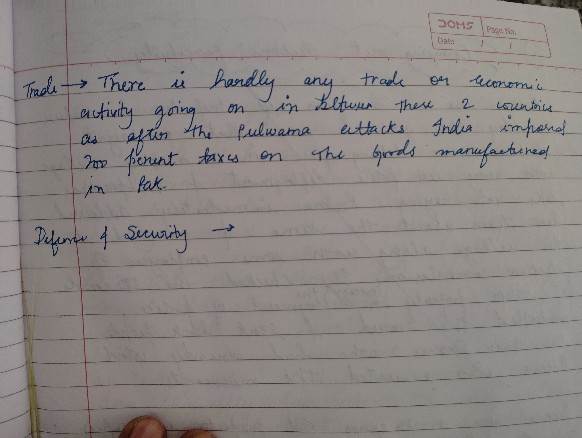 DOMS
Page No.
Date / /
Trade → There is hardly any trade or economic
activity going on in between these 2 countries
as after the Pulwama attacks India imposed
200 percent taxes on the goods manufactured
in Pak.
Defence & Security →